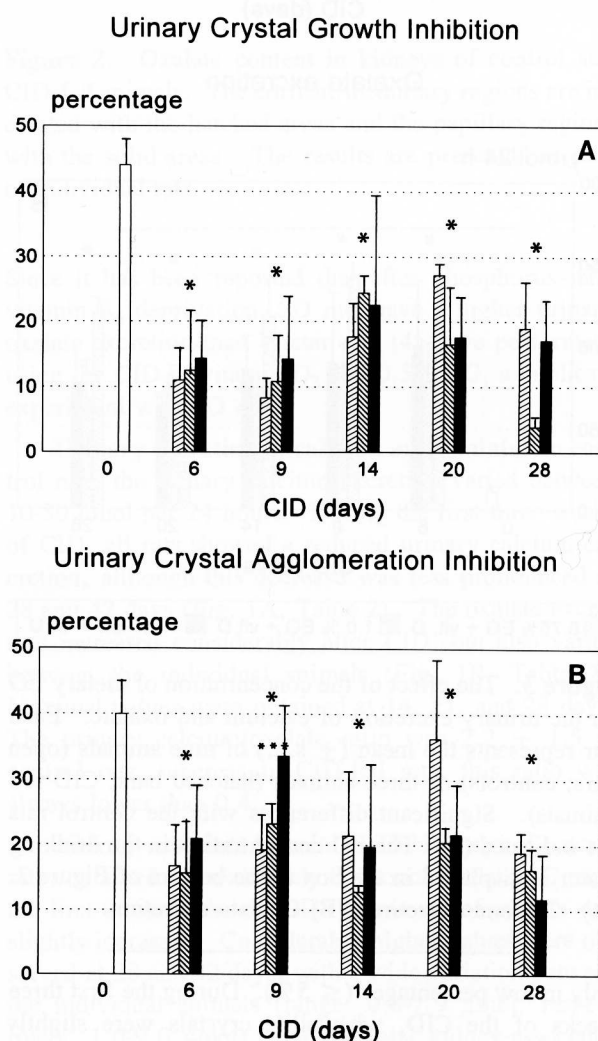 Urinary Crystal Growth Inhibition
percentage
50
A
40
30
20
10
0
* * * * *
0 6 9 14 20 28
CID (days)
Urinary Crystal Agglomeration Inhibition
percentage
50
B
40
30
20
10
0
* * * * *
***
0 6 9 14 20 28
CID (days)